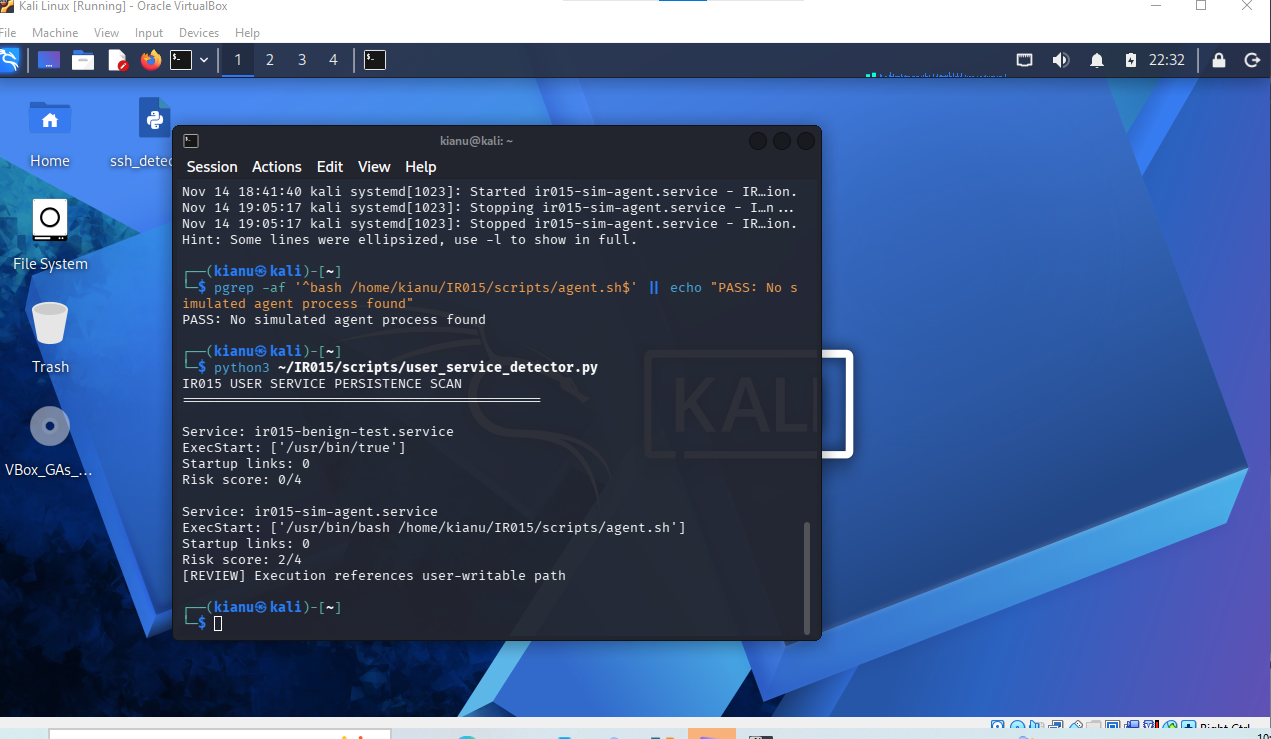 Kali Linux [Running] - Oracle VirtualBox
File Machine View Input Devices Help
1 2 3 4 22:32
Home
ssh_detec
File System
Trash
VBox_GAs_...
kianu@kali: ~
Session Actions Edit View Help
Nov 14 18:41:40 kali systemd[1023]: Started ir015-sim-agent.service - IR…ion.
Nov 14 19:05:17 kali systemd[1023]: Stopping ir015-sim-agent.service - I…n...
Nov 14 19:05:17 kali systemd[1023]: Stopped ir015-sim-agent.service - IR…ion.
Hint: Some lines were ellipsized, use -l to show in full.
┌──(kianu㉿kali)-[~]
└─$ pgrep -af '^bash /home/kianu/IR015/scripts/agent.sh$' || echo "PASS: No s
imulated agent process found"
PASS: No simulated agent process found
┌──(kianu㉿kali)-[~]
└─$ python3 ~/IR015/scripts/user_service_detector.py
IR015 USER SERVICE PERSISTENCE SCAN
=============================================
Service: ir015-benign-test.service
ExecStart: ['/usr/bin/true']
Startup links: 0
Risk score: 0/4
Service: ir015-sim-agent.service
ExecStart: ['/usr/bin/bash /home/kianu/IR015/scripts/agent.sh']
Startup links: 0
Risk score: 2/4
[REVIEW] Execution references user-writable path
┌──(kianu㉿kali)-[~]
└─$
KALI
Right Ctrl